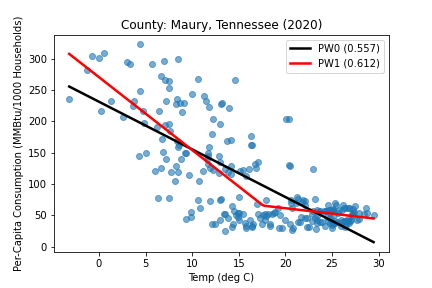 County: Maury, Tennessee (2020)
PW0 (0.557)
PW1 (0.612)
Per-Capita Consumption (MMBtu/1000 Households)
300
250
200
150
100
50
0
0 5 10 15 20 25 30
Temp (deg C)